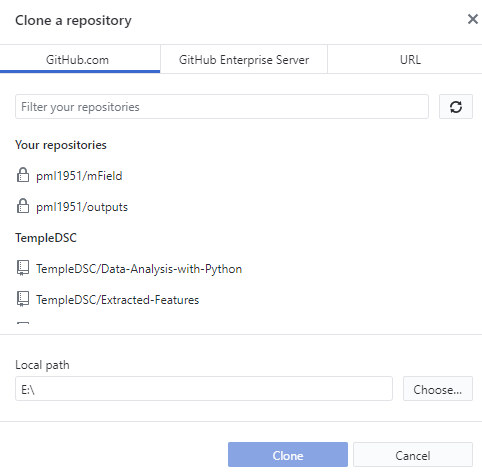 Clone a repository
GitHub.com
GitHub Enterprise Server
URL
Filter your repositories
Your repositories
pml1951/mField
pml1951/outputs
TempleDSC
TempleDSC/Data-Analysis-with-Python
TempleDSC/Extracted-Features
Local path
E:\
Choose...
Clone
Cancel